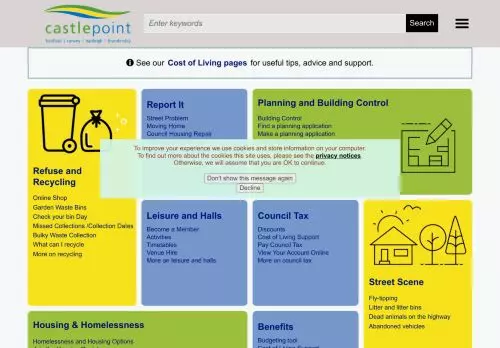 castlepoint
benfleet | canvey | hadleigh | thundersley
Enter keywords
Search
See our Cost of Living pages for useful tips, advice and support.
Refuse and
Recycling
Online Shop
Garden Waste Bins
Check your bin Day
Missed Collections /Collection Dates
Bulky Waste Collection
What can I recycle
More on recycling
Report It
Street Problem
Moving Home
Council Housing Repair
Planning and Building Control
Building Control
Find a planning application
Make a planning application
To improve your experience we use cookies and store information on your computer.
To find out more about the cookies this site uses, please see the privacy notices.
Otherwise, we will assume that you are OK to continue.
Don't show this message again
Decline
Leisure and Halls
Become a Member
Activities
Timetables
Venue Hire
More on leisure and halls
Council Tax
Discounts
Cost of Living Support
Pay Council Tax
View Your Account Online
More on council tax
Street Scene
Fly-tipping
Litter and litter bins
Dead animals on the highway
Abandoned vehicles
Housing & Homelessness
Homelessness and Housing Options
Benefits
Budgeting tool